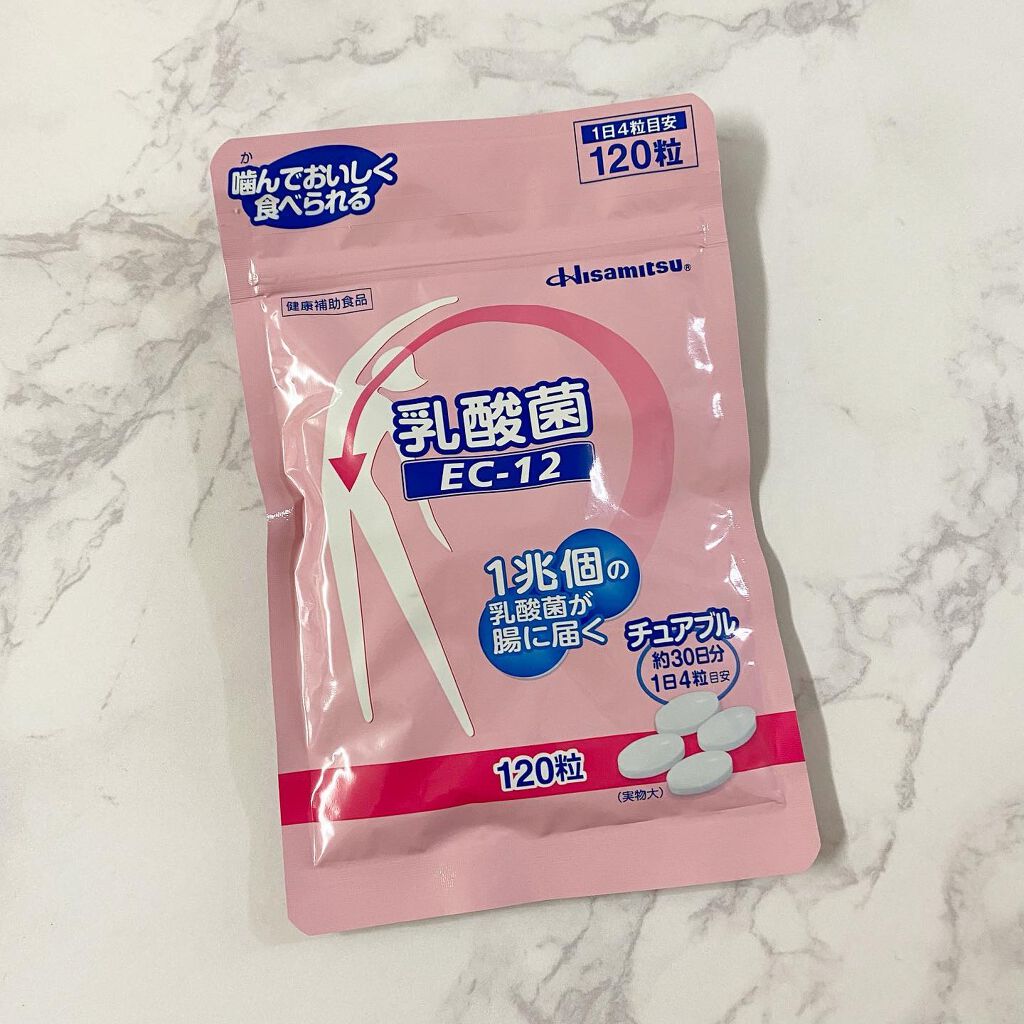 か
噛んでおいしく
食べられる
1日4粒目安
120粒
Hisamitsu®
健康補助食品
乳酸菌
EC-12
1兆個の
乳酸菌が
腸に届く
チュアブル
約30日分
1日4粒目安
120粒
(実物大)